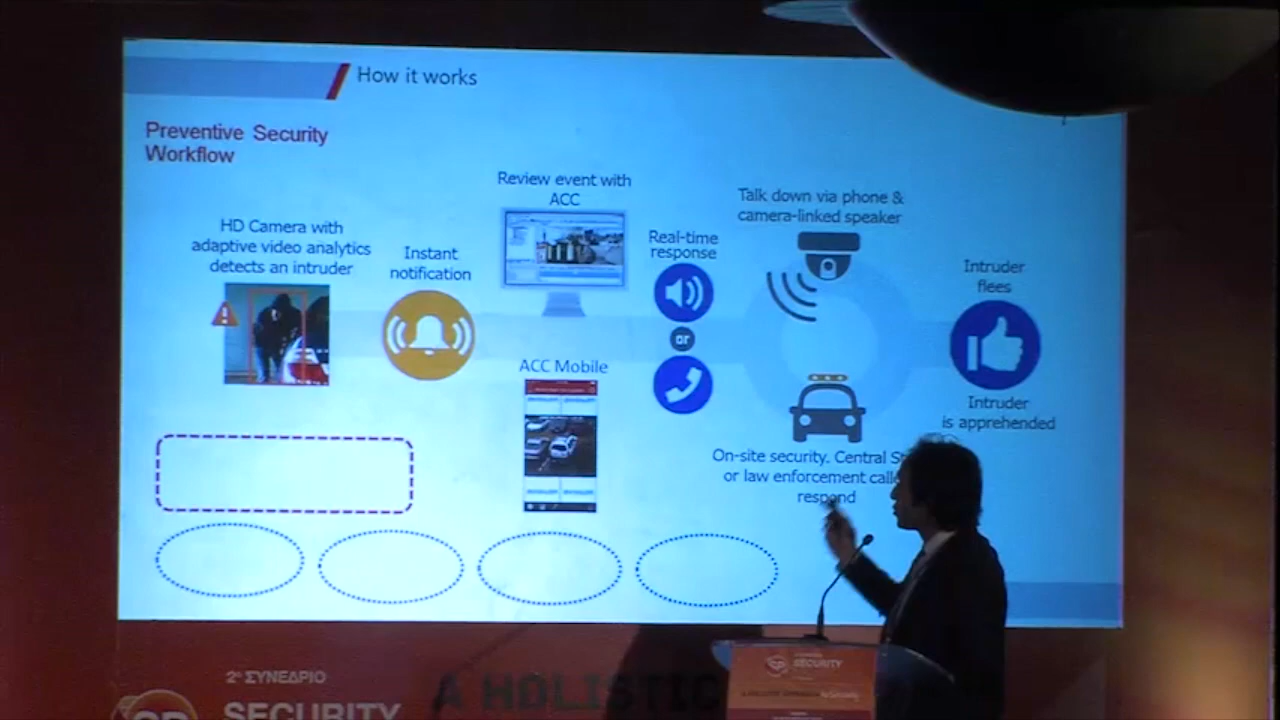 How it works
Preventive Security
Workflow
HD Camera with
adaptive video analytics
detects an intruder
Instant
notification
Review event with
ACC
ACC Mobile
Real-time
response
or
Talk down via phone &
camera-linked speaker
On-site security. Central
or law enforcement
respond
Intruder
flees
Intruder
is apprehended
2º ΣΥΝΕΔΡΙΟ
SECURITY
A HOLISTIC
SECURITY